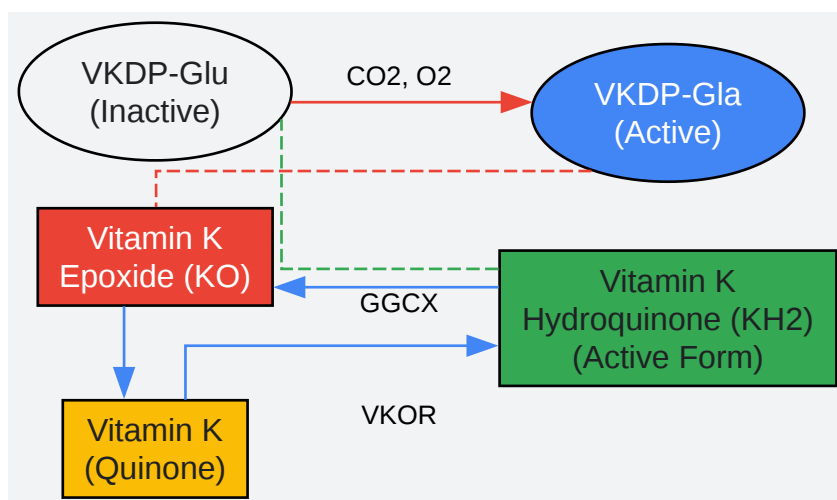 VKDP-Glu
(Inactive)
CO2, O2
VKDP-Gla
(Active)
Vitamin K
Epoxide (KO)
GGCX
Vitamin K
Hydroquinone (KH2)
(Active Form)
Vitamin K
(Quinone)
VKOR